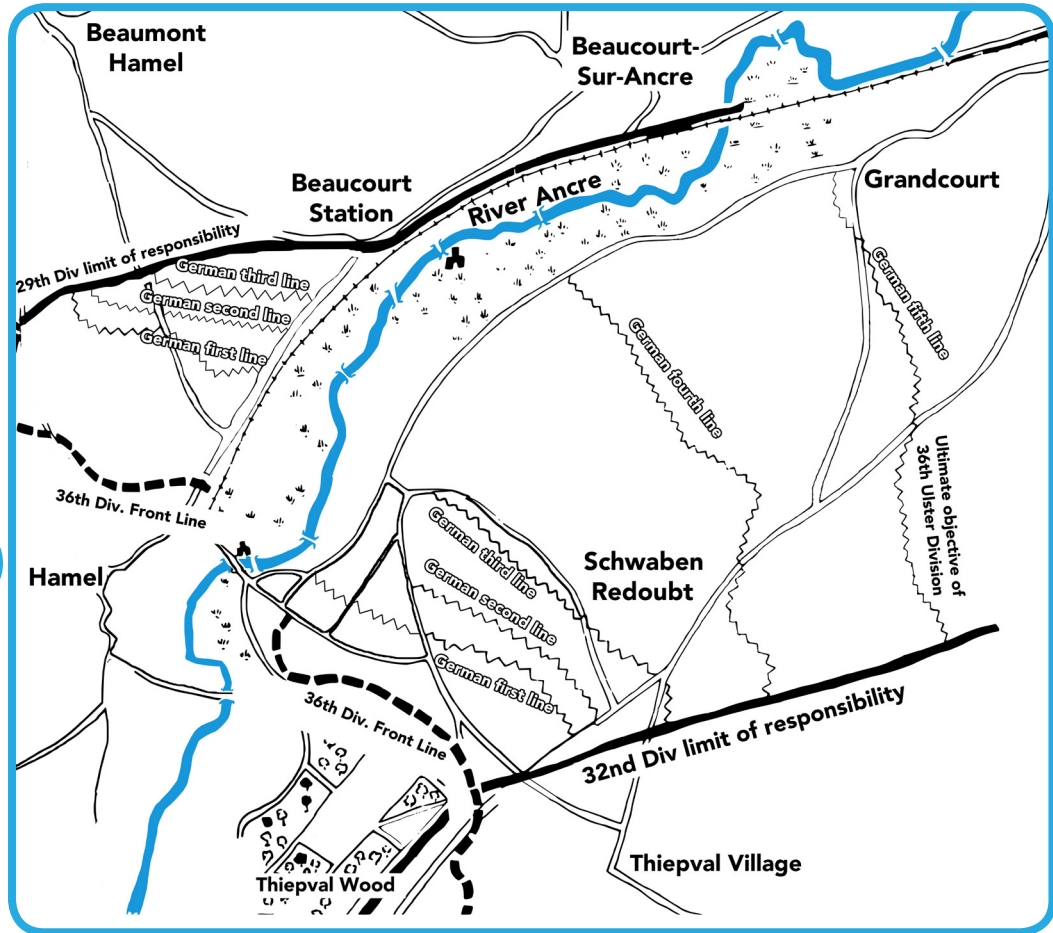 Beaumont
Hamel
Beaucourt-
Sur-Ancre
Beaucourt
Station
River Ancre
Grandcourt
29th Div limit of responsibility
German third line
German second line
German first line
German fifth line
German fourth line
36th Div. Front Line
Ultimate objective of
36th Ulster Division
German third line
German second line
German first line
Schwaben
Redoubt
Hamel
36th Div. Front Line
32nd Div limit of responsibility
Thiepval Wood
Thiepval Village